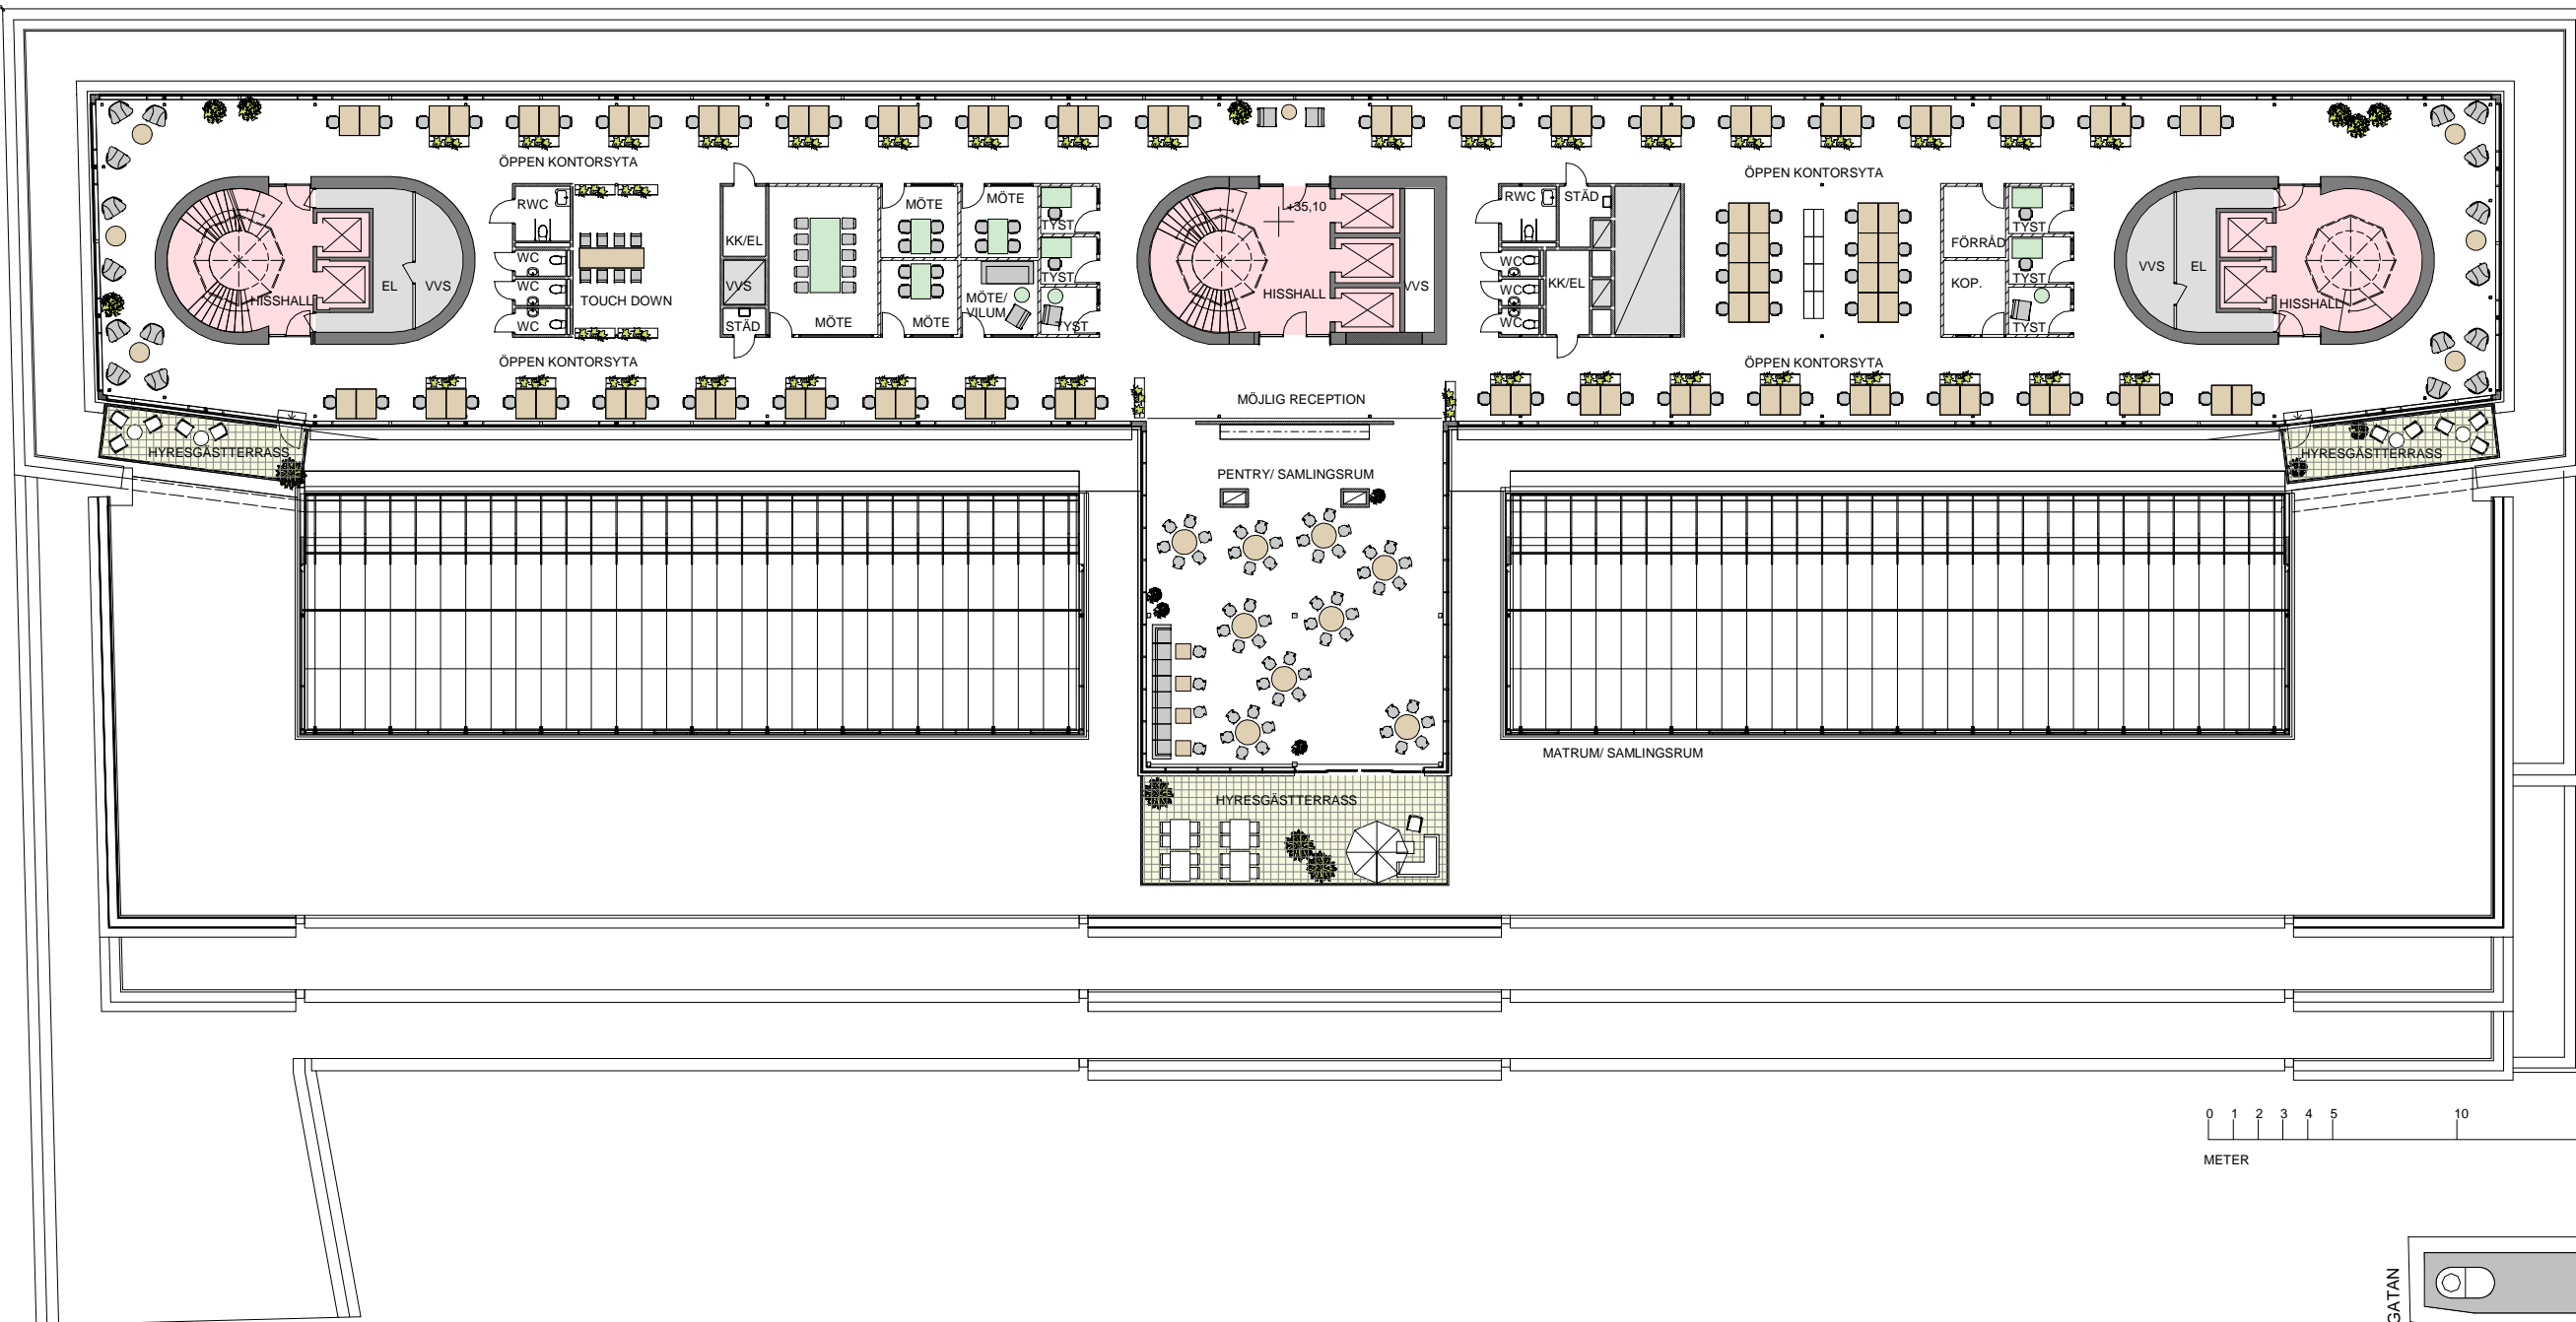 ÖPPEN KONTORSYTA
ÖPPEN KONTORSYTA
RWC
MÖTE
MÖTE
+35,10
RWC
STÄD
TYST
TYST
KK/EL
FÖRRÅD
WC
WC
VVS
EL
TYST
TYST
HISSHALL
EL
VVS
WC
TOUCH DOWN
VVS
MÖTE/
VILUM
HISSHALL
VVS
WC
KK/EL
KOP.
VVS
EL
HISSHALL
WC
STÄD
MÖTE
MÖTE
TYST
WC
TYST
ÖPPEN KONTORSYTA
ÖPPEN KONTORSYTA
MÖJLIG RECEPTION
HYRESGÄSTTERRASS
HYRESGÄSTTERRASS
PENTRY/ SAMLINGSRUM
MATRUM/ SAMLINGSRUM
HYRESGÄSTTERRASS
0 1 2 3 4 5 10
METER
GATAN